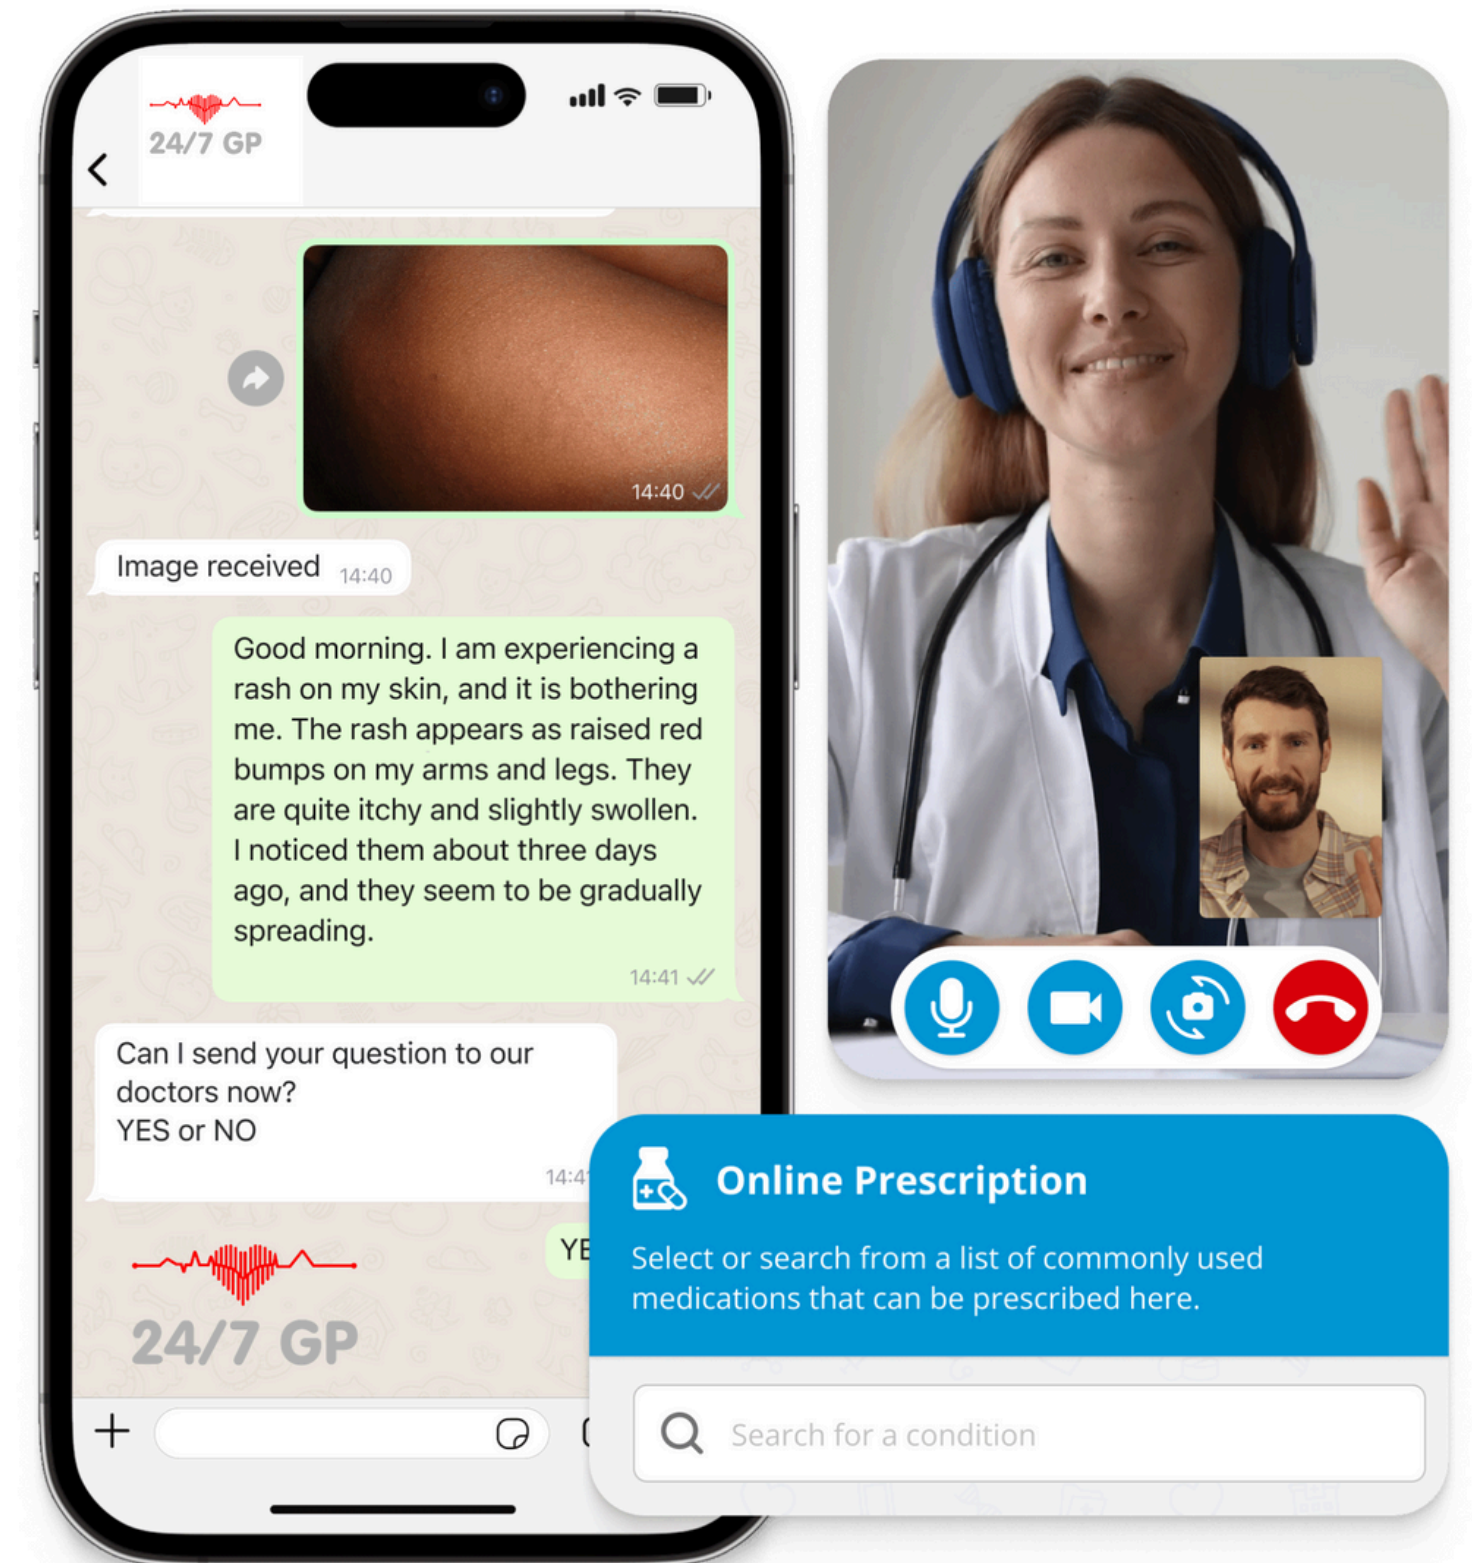 24/7 GP
14:40
Image received 14:40
Good morning. I am experiencing a
rash on my skin, and it is bothering
me. The rash appears as raised red
bumps on my arms and legs. They
are quite itchy and slightly swollen.
I noticed them about three days
ago, and they seem to be gradually
spreading.
14:41
Can I send your question to our
doctors now?
YES or NO
24/7 GP
Online Prescription
Select or search from a list of commonly used
medications that can be prescribed here.
Search for a condition